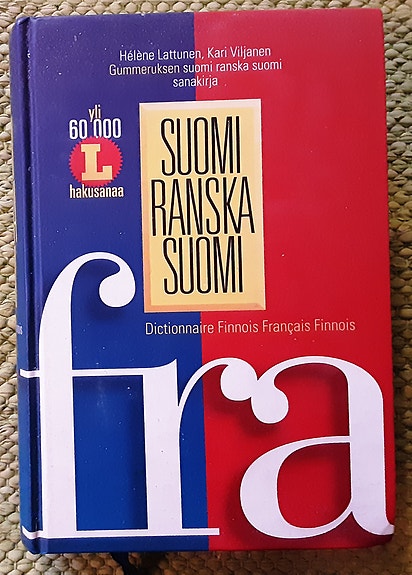 Hélène Lattunen, Kari Viljanen
Gummeruksen suomi ranska suomi
sanakirja
yli
60 000
L
hakusanaa
SUOMI
RANSKA
SUOMI
Dictionnaire Finnois Français Finnois
fra